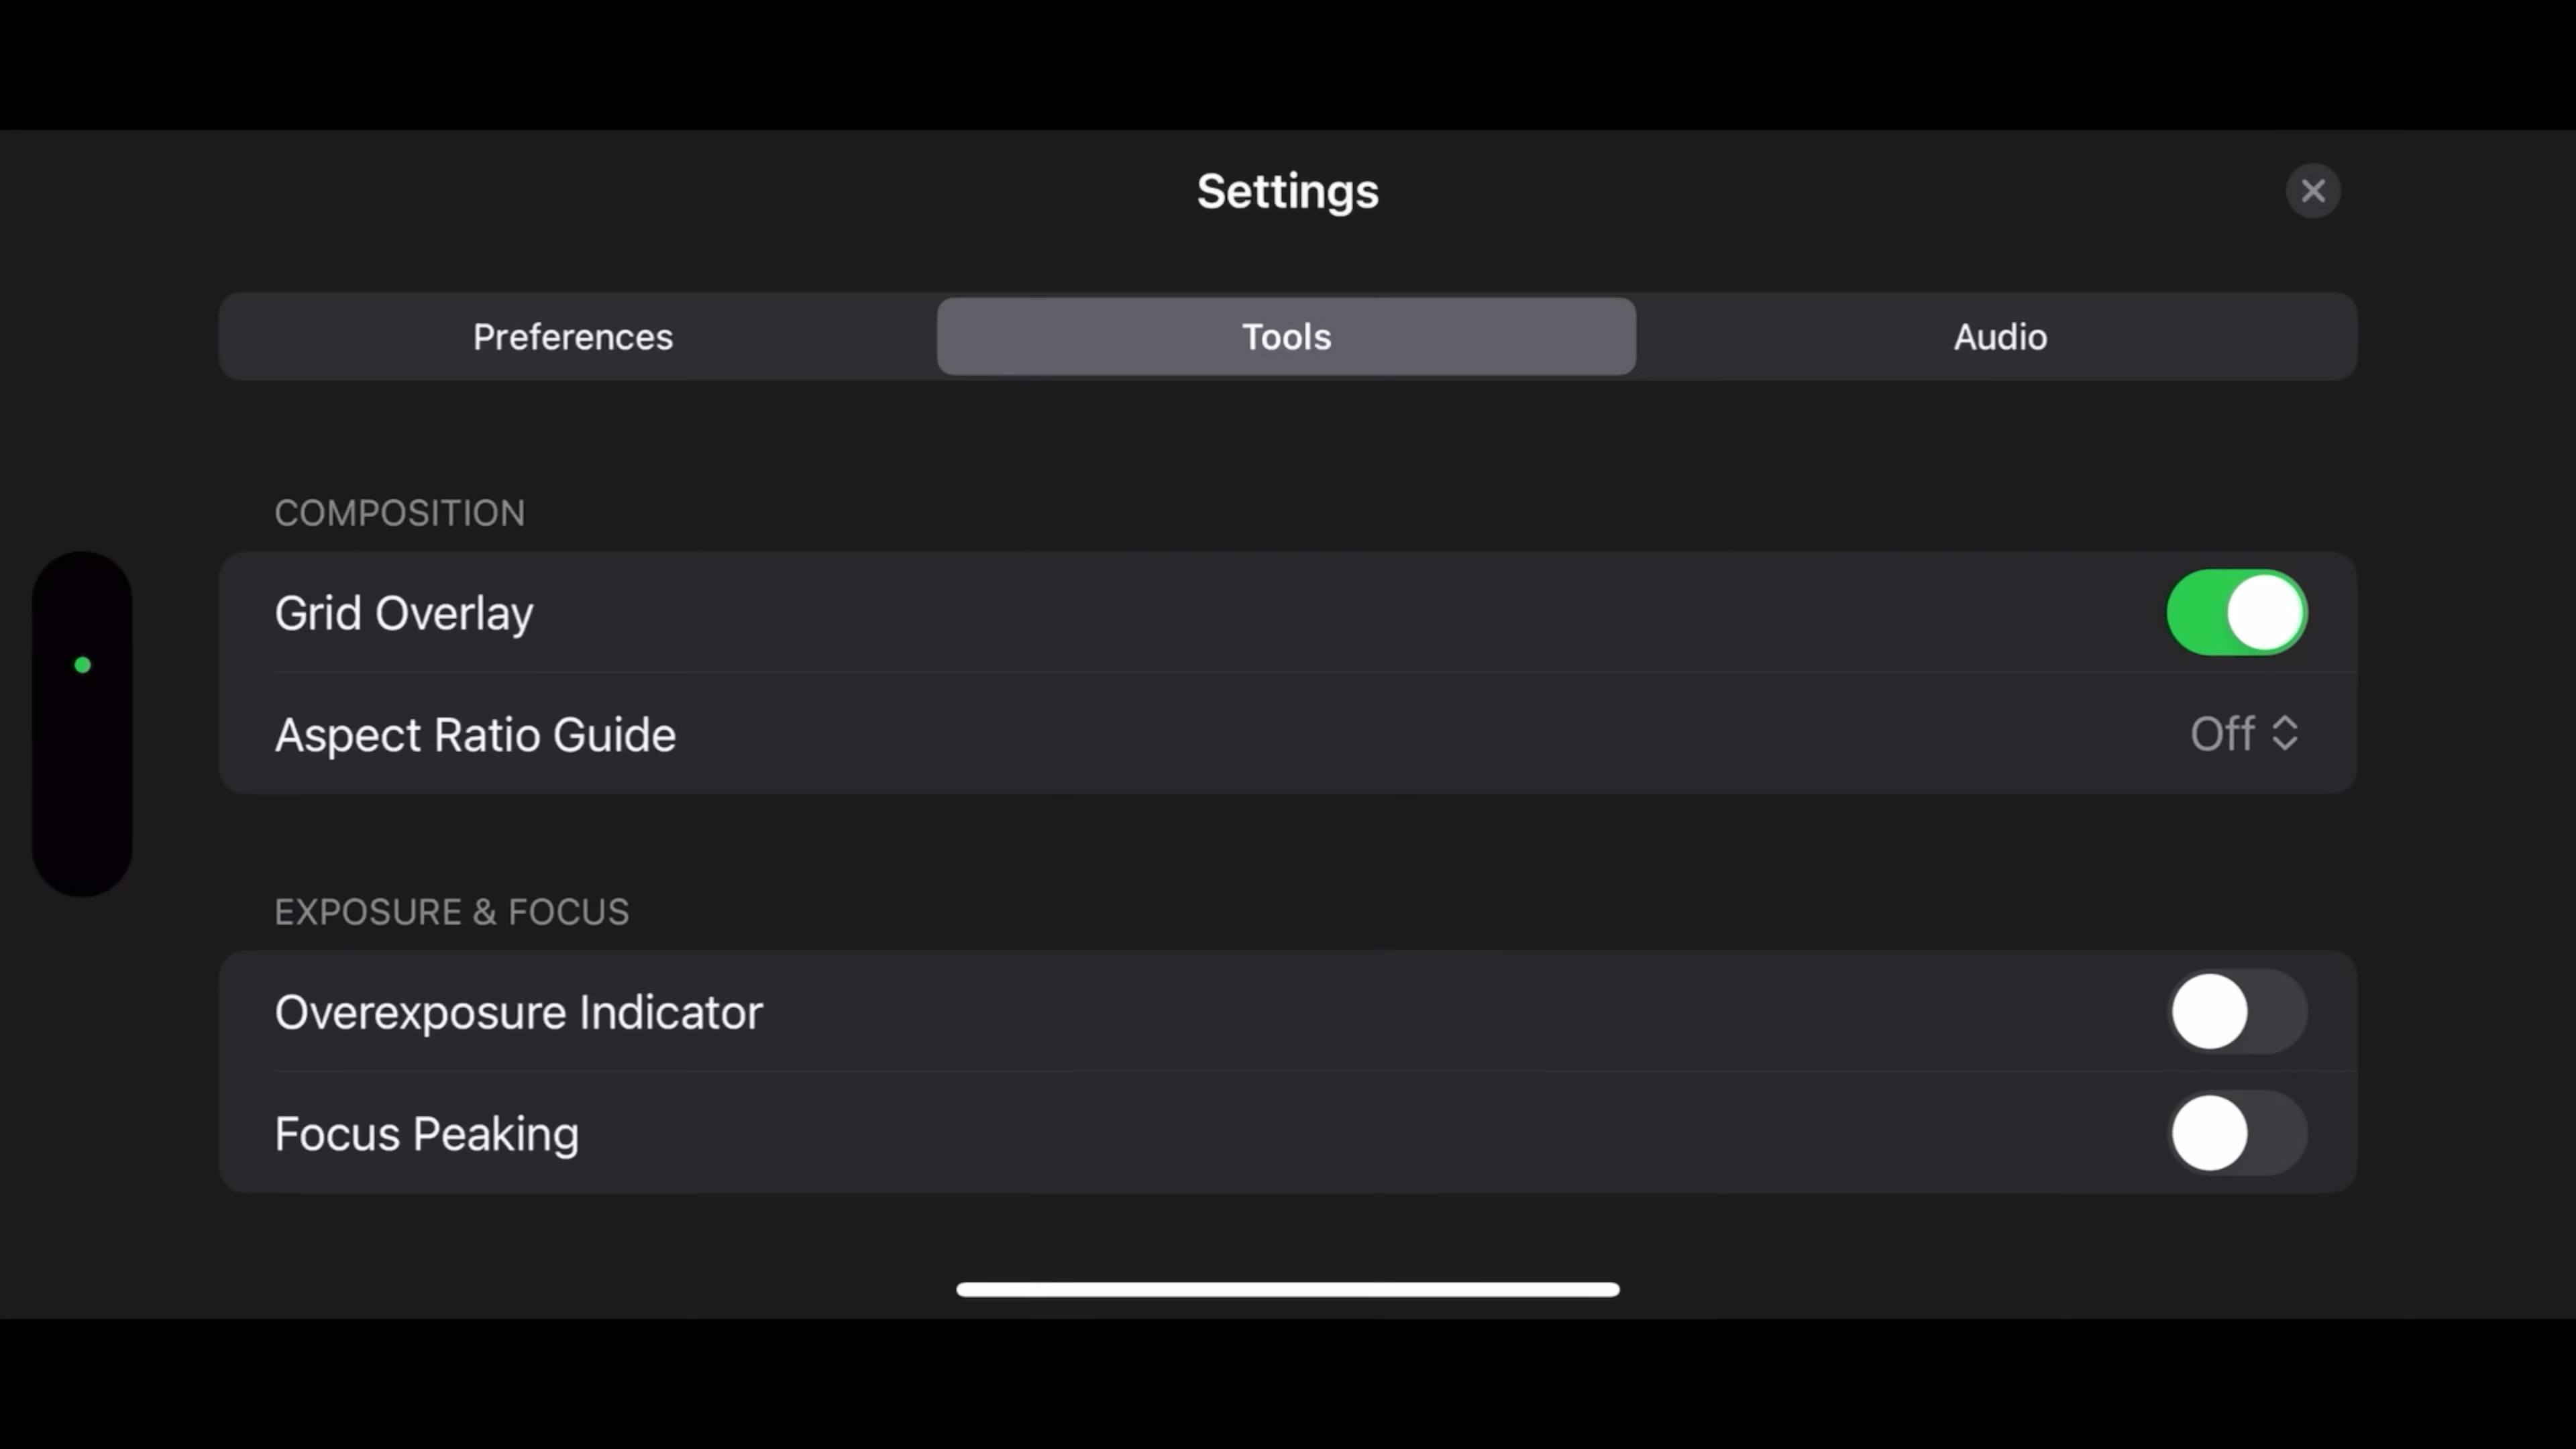 Settings
Preferences
Tools
Audio
COMPOSITION
Grid Overlay
Aspect Ratio Guide
Off
EXPOSURE & FOCUS
Overexposure Indicator
Focus Peaking